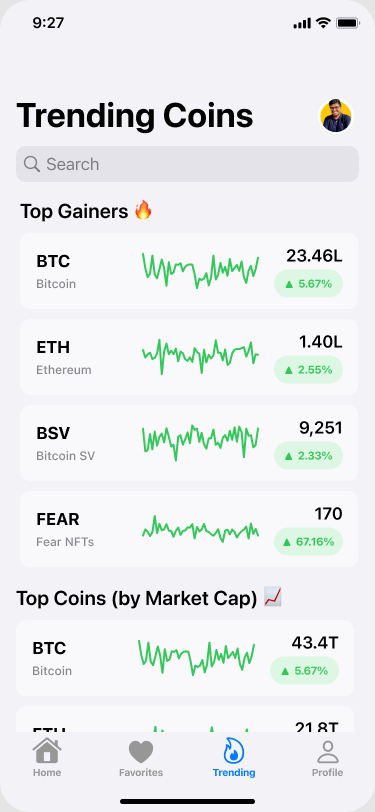 9:27
Trending Coins
Search
Top Gainers 🔥
BTC
23.46L
Bitcoin
▲ 5.67%
ETH
1.40L
Ethereum
▲ 2.55%
BSV
9,251
Bitcoin SV
▲ 2.33%
FEAR
170
Fear NFTs
▲ 67.16%
Top Coins (by Market Cap) 📈
BTC
43.4T
Bitcoin
▲ 5.67%
ETH
21.8T
Home Favorites Trending Profile